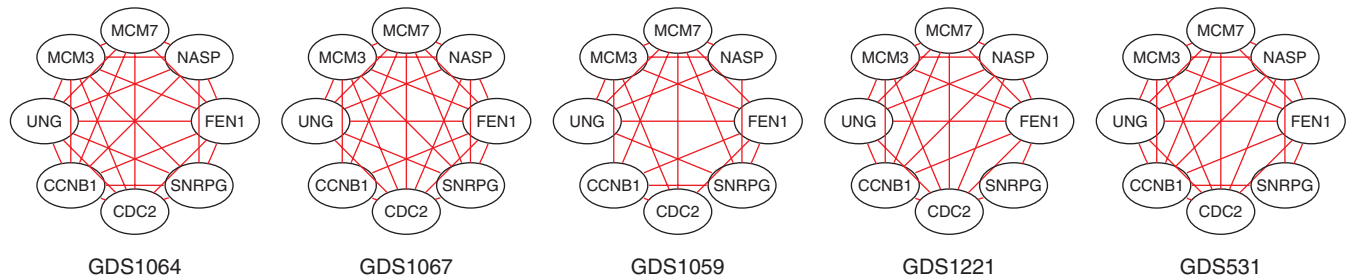 MCM7 MCM7 MCM7 MCM7 MCM7
MCM3 NASP MCM3 NASP MCM3 NASP MCM3 NASP MCM3 NASP
UNG FEN1 UNG FEN1 UNG FEN1 UNG FEN1 UNG FEN1
CCNB1 SNRPG CCNB1 SNRPG CCNB1 SNRPG CCNB1 SNRPG CCNB1 SNRPG
CDC2 CDC2 CDC2 CDC2 CDC2
GDS1064 GDS1067 GDS1059 GDS1221 GDS531